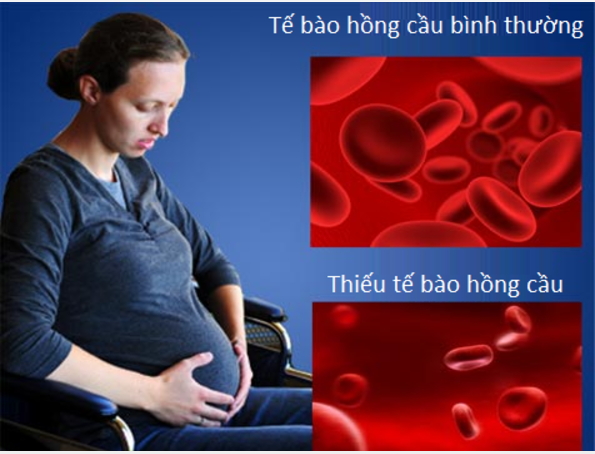 Tế bào hồng cầu bình thường
Thiếu tế bào hồng cầu